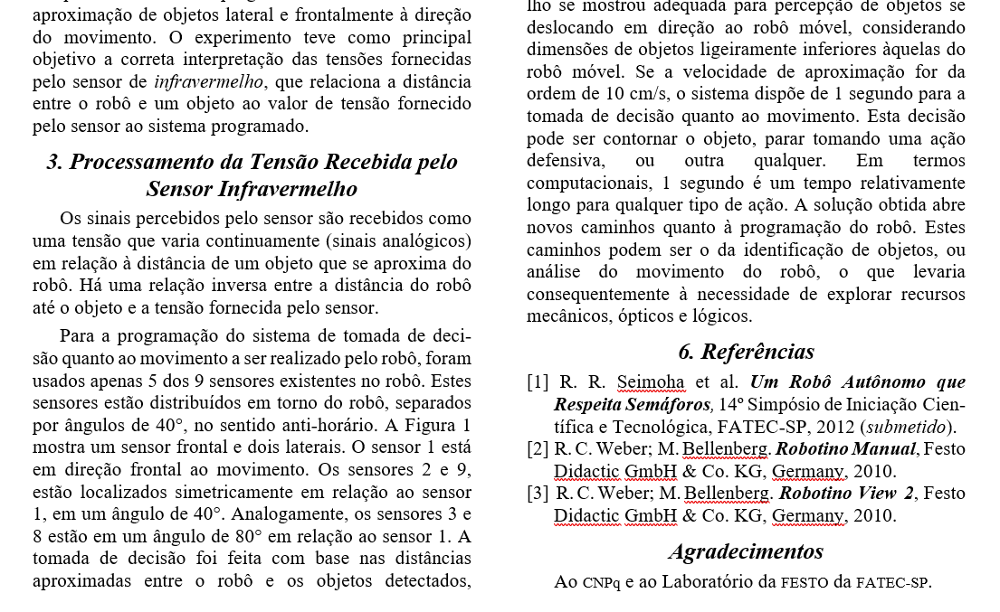 aproximação de objetos lateral e frontalmente à direção
do movimento. O experimento teve como principal
objetivo a correta interpretação das tensões fornecidas
pelo sensor de infravermelho, que relaciona a distância
entre o robô e um objeto ao valor de tensão fornecido
pelo sensor ao sistema programado.
3. Processamento da Tensão Recebida pelo
Sensor Infravermelho
Os sinais percebidos pelo sensor são recebidos como
uma tensão que varia continuamente (sinais analógicos)
em relação à distância de um objeto que se aproxima do
robô. Há uma relação inversa entre a distância do robô
até o objeto e a tensão fornecida pelo sensor.
Para a programação do sistema de tomada de deci-
são quanto ao movimento a ser realizado pelo robô, foram
usados apenas 5 dos 9 sensores existentes no robô. Estes
sensores estão distribuídos em torno do robô, separados
por ângulos de 40°, no sentido anti-horário. A Figura 1
mostra um sensor frontal e dois laterais. O sensor 1 está
em direção frontal ao movimento. Os sensores 2 e 9,
estão localizados simetricamente em relação ao sensor
1, em um ângulo de 40°. Analogamente, os sensores 3 e
8 estão em um ângulo de 80° em relação ao sensor 1. A
tomada de decisão foi feita com base nas distâncias
aproximadas entre o robô e os objetos detectados,
lho se mostrou adequada para percepção de objetos se
deslocando em direção ao robô móvel, considerando
dimensões de objetos ligeiramente inferiores àquelas do
robô móvel. Se a velocidade de aproximação for da
ordem de 10 cm/s, o sistema dispõe de 1 segundo para a
tomada de decisão quanto ao movimento. Esta decisão
pode ser contornar o objeto, parar tomando uma ação
defensiva, ou outra qualquer. Em termos
computacionais, 1 segundo é um tempo relativamente
longo para qualquer tipo de ação. A solução obtida abre
novos caminhos quanto à programação do robô. Estes
caminhos podem ser o da identificação de objetos, ou
análise do movimento do robô, o que levaria
consequentemente à necessidade de explorar recursos
mecânicos, ópticos e lógicos.
6. Referências
[1] R. R. Seimoha et al. Um Robô Autônomo que
Respeita Semáforos, 14º Simpósio de Iniciação Cien-
tífica e Tecnológica, FATEC-SP, 2012 (submetido).
[2] R. C. Weber; M. Bellenberg. Robotino Manual, Festo
Didactic GmbH & Co. KG, Germany, 2010.
[3] R. C. Weber; M. Bellenberg. Robotino View 2, Festo
Didactic GmbH & Co. KG, Germany, 2010.
Agradecimentos
Ao CNPq e ao Laboratório da FESTO da FATEC-SP.